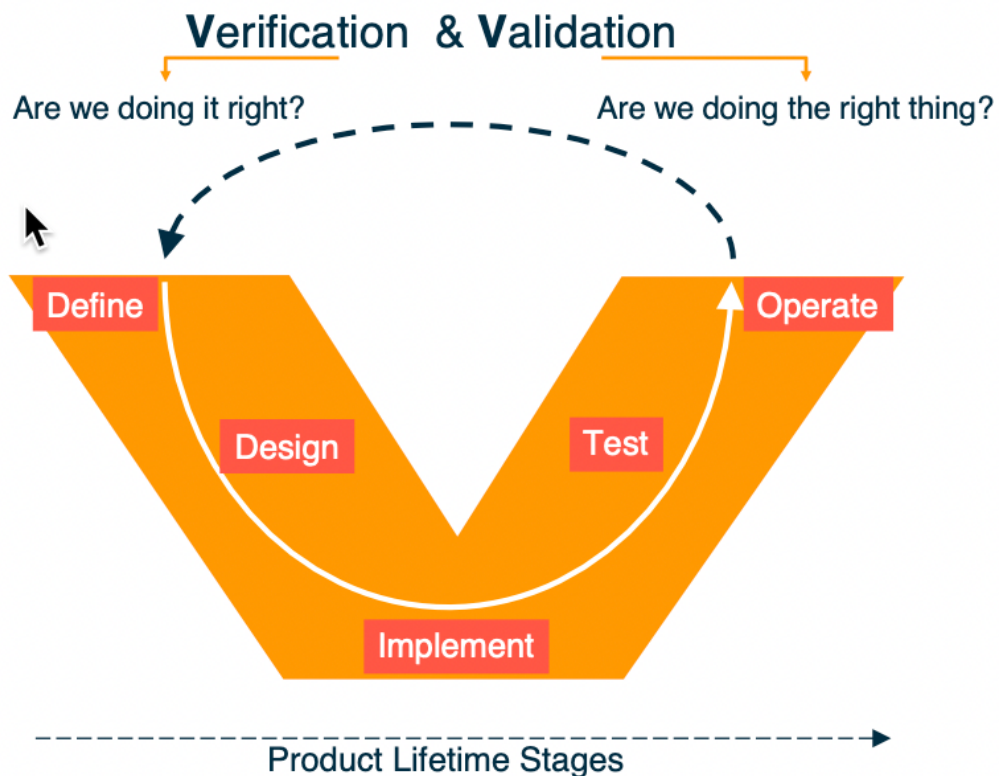 Verification & Validation
Are we doing it right?
Are we doing the right thing?
Define
Operate
Design
Test
Implement
Product Lifetime Stages